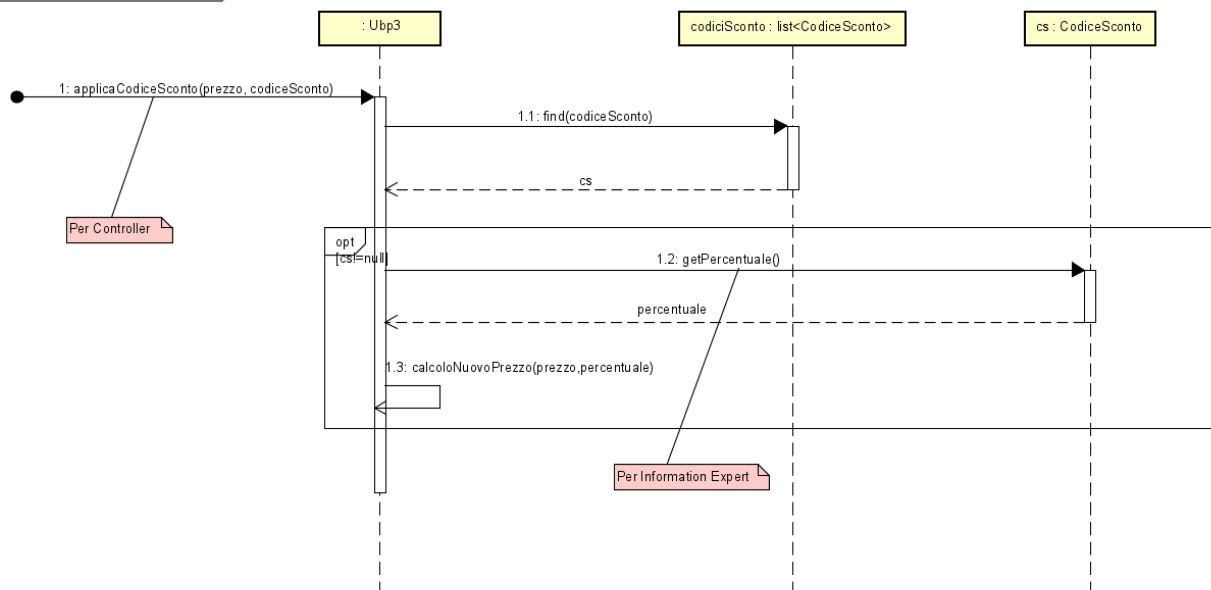 : Ubp3
codiciSconto : list<CodiceSconto>
cs : CodiceSconto
1: applicaCodiceSconto(prezzo, codiceSconto)
1.1: find(codiceSconto)
cs
Per Controller
opt
[cs!=null]
1.2: getPercentuale()
percentuale
1.3: calcoloNuovoPrezzo(prezzo,percentuale)
Per Information Expert